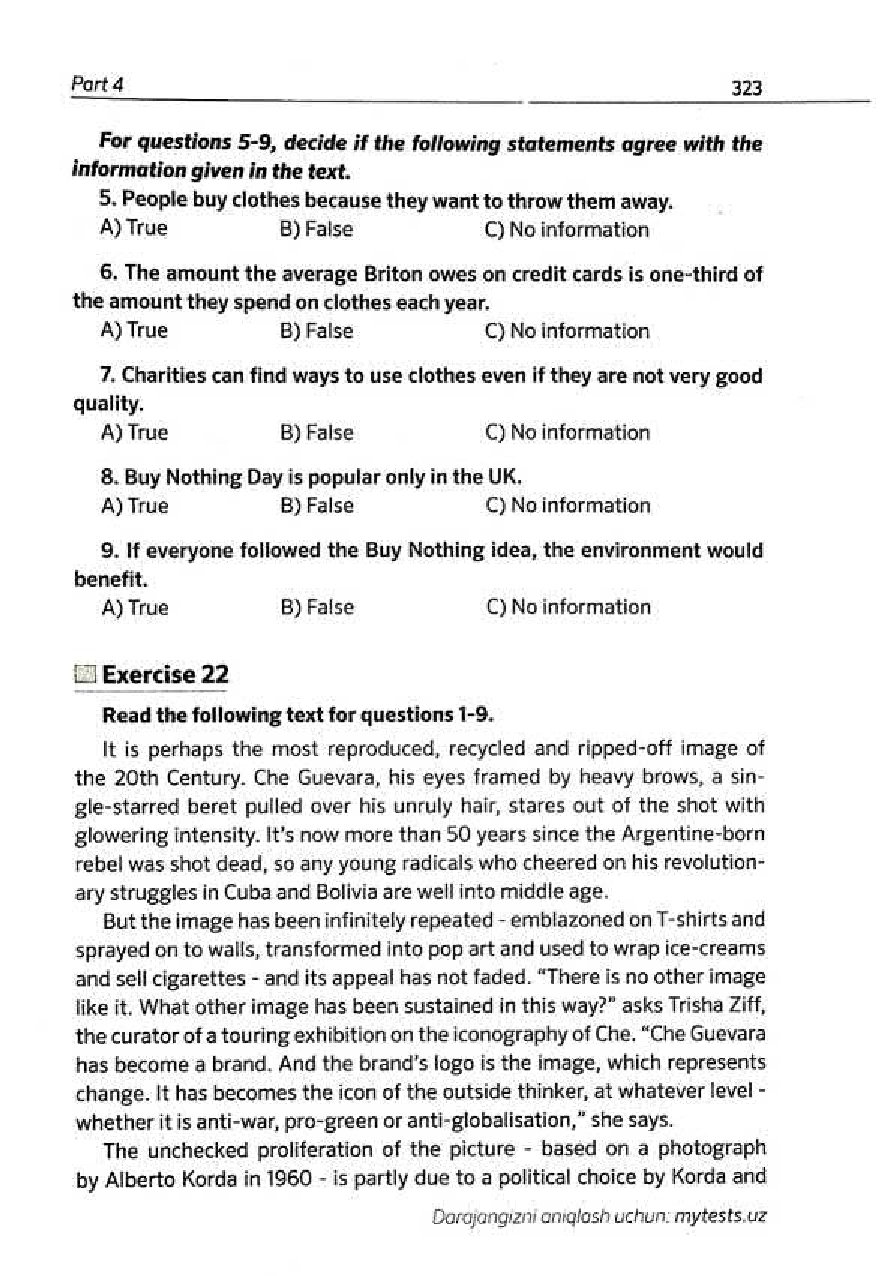 Part 4
323
For questions 5-9, decide if the following statements agree with the
information given in the text.
5. People buy clothes because they want to throw them away.
A) True B) False C) No information
6. The amount the average Briton owes on credit cards is one-third of
the amount they spend on clothes each year.
A) True B) False C) No information
7. Charities can find ways to use clothes even if they are not very good
quality.
A) True B) False C) No information
8. Buy Nothing Day is popular only in the UK.
A) True B) False C) No information
9. If everyone followed the Buy Nothing idea, the environment would
benefit.
A) True B) False C) No information
Exercise 22
Read the following text for questions 1-9.
It is perhaps the most reproduced, recycled and ripped-off image of
the 20th Century. Che Guevara, his eyes framed by heavy brows, a sin-
gle-starred beret pulled over his unruly hair, stares out of the shot with
glowering intensity. It's now more than 50 years since the Argentine-born
rebel was shot dead, so any young radicals who cheered on his revolution-
ary struggles in Cuba and Bolivia are well into middle age.
But the image has been infinitely repeated - emblazoned on T-shirts and
sprayed on to walls, transformed into pop art and used to wrap ice-creams
and sell cigarettes - and its appeal has not faded. "There is no other image
like it. What other image has been sustained in this way?" asks Trisha Ziff,
the curator of a touring exhibition on the iconography of Che. "Che Guevara
has become a brand. And the brand's logo is the image, which represents
change. It has becomes the icon of the outside thinker, at whatever level -
whether it is anti-war, pro-green or anti-globalisation," she says.
The unchecked proliferation of the picture - based on a photograph
by Alberto Korda in 1960 - is partly due to a political choice by Korda and
Darajangizni aniqlash uchun: mytests.uz